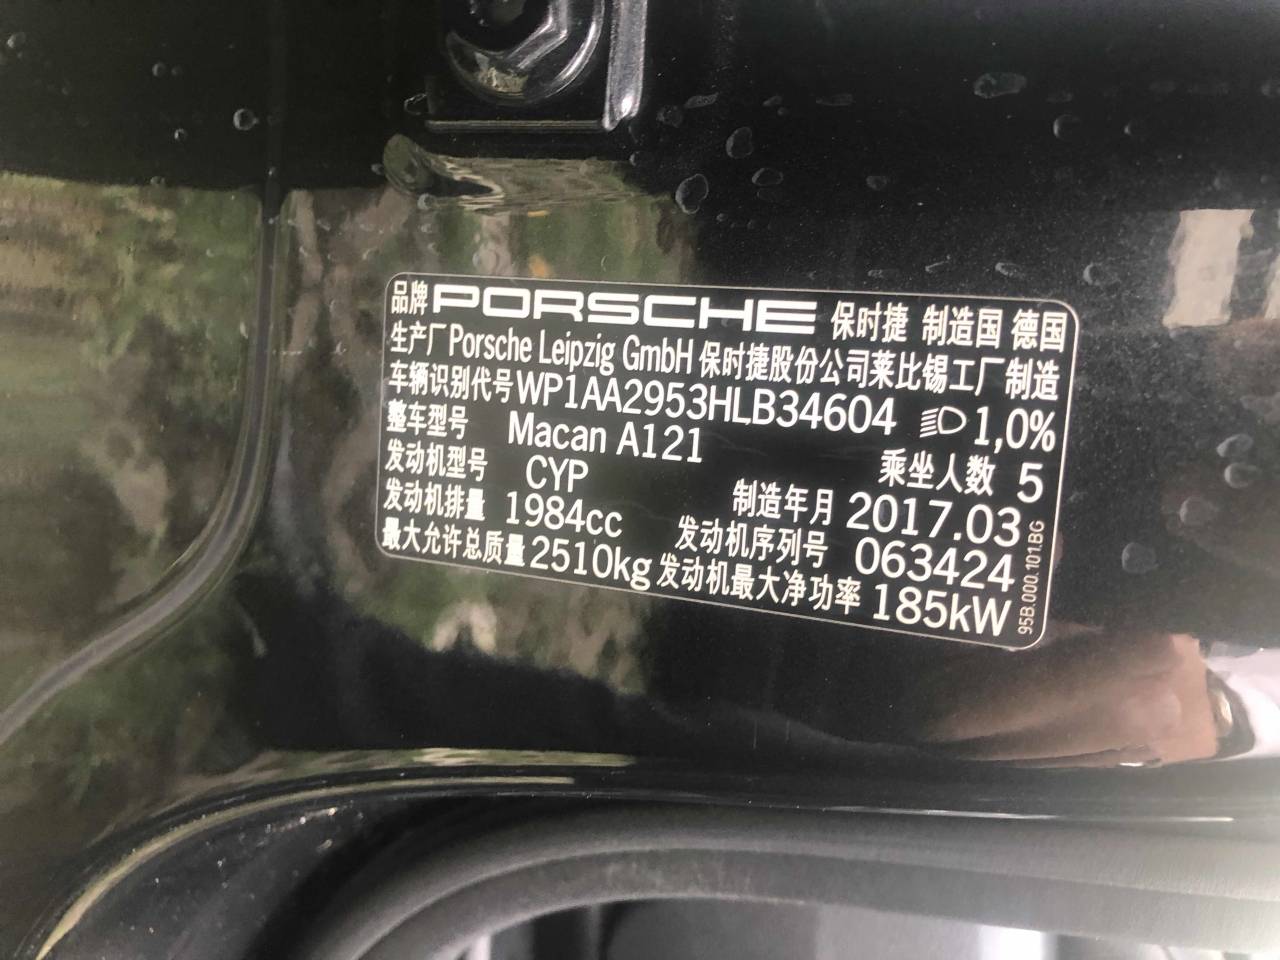 品牌 PORSCHE 保时捷 制造国 德国
生产厂 Porsche Leipzig GmbH 保时捷股份公司莱比锡工厂 制造
车辆识别代号 WP1AA2953HLB34604 1,0%
整车型号 Macan A121 乘坐人数 5
发动机型号 CYP 制造年月 2017.03
发动机排量 1984cc 发动机序列号 063424
最大允许总质量 2510kg 发动机最大净功率 185kW
95B.000.101.BG